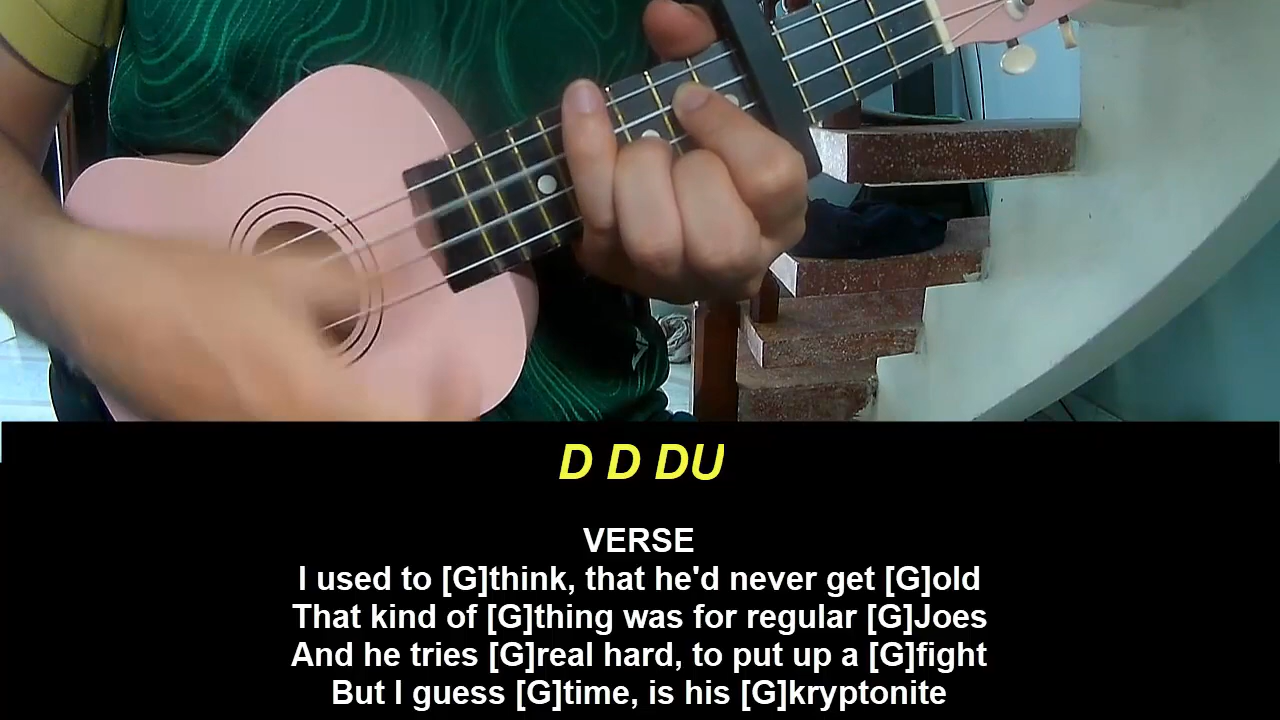 D D DU
VERSE
I used to [G]think, that he'd never get [G]old
That kind of [G]thing was for regular [G]Joes
And he tries [G]real hard, to put up a [G]fight
But I guess [G]time, is his [G]kryptonite